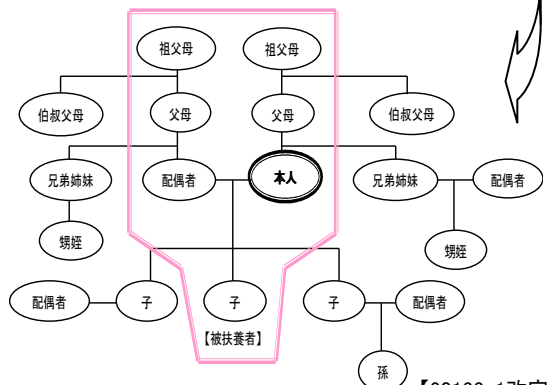 祖父母 祖父母
伯叔父母 父母 父母 伯叔父母
兄弟姉妹 配偶者 本人 兄弟姉妹 配偶者
甥姪 甥姪
配偶者 子 子 子 配偶者
【被扶養者】
孫